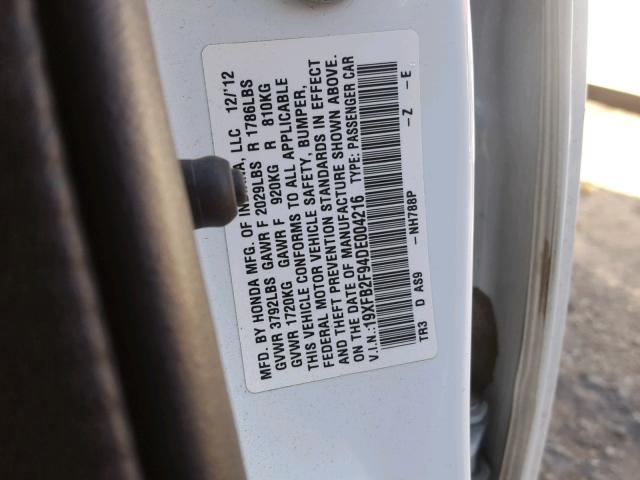 MFD. BY HONDA MFG. OF INDIANA, LLC 12/'12
GVWR 3792LBS GAWR F 2029LBS R 1786LBS
GVWR 1720KG GAWR F 920KG R 810KG
THIS VEHICLE CONFORMS TO ALL APPLICABLE
FEDERAL MOTOR VEHICLE SAFETY, BUMPER,
AND THEFT PREVENTION STANDARDS IN EFFECT
ON THE DATE OF MANUFACTURE SHOWN ABOVE.
V.I.N.:19XFB2F94DE004216 TYPE: PASSENGER CAR
TR3 D AS9 -NH788P -Z -E